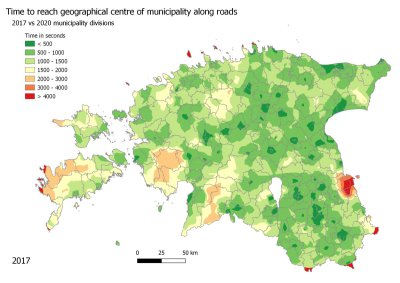 Time to reach geographical centre of municipality along roads
2017 vs 2020 municipality divisions
Time in seconds
< 500
500 - 1000
1000 - 1500
1500 - 2000
2000 - 3000
3000 - 4000
> 4000
2017
0 25 50 km